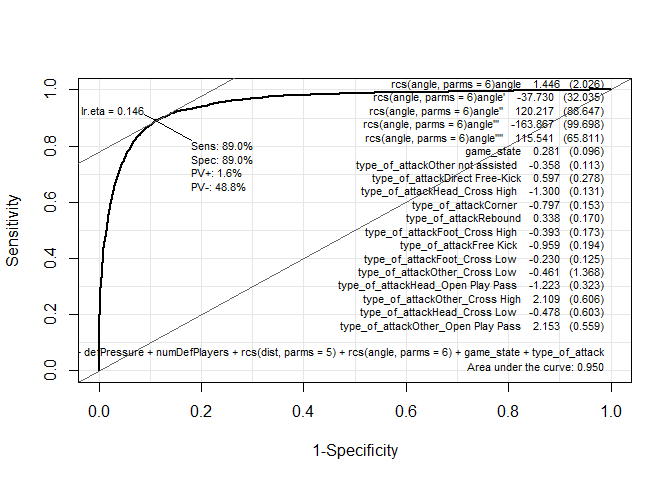 rcs(angle, parms = 6)angle 1.446 (2.026)
rcs(angle, parms = 6)angle' -37.730 (32.035)
rcs(angle, parms = 6)angle'' 120.217 (88.647)
rcs(angle, parms = 6)angle''' -163.867 (99.698)
rcs(angle, parms = 6)angle'''' 115.541 (65.811)
game_state 0.281 (0.096)
type_of_attackOther not assisted -0.358 (0.113)
type_of_attackDirect Free-Kick 0.597 (0.278)
type_of_attackHead_Cross High -1.300 (0.131)
type_of_attackCorner -0.797 (0.153)
type_of_attackRebound 0.338 (0.170)
type_of_attackFoot_Cross High -0.393 (0.173)
type_of_attackFree Kick -0.959 (0.194)
type_of_attackFoot_Cross Low -0.230 (0.125)
type_of_attackOther_Cross Low -0.461 (1.368)
type_of_attackHead_Open Play Pass -1.223 (0.323)
type_of_attackOther_Cross High 2.109 (0.606)
type_of_attackHead_Cross Low -0.478 (0.603)
type_of_attackOther_Open Play Pass 2.153 (0.559)
lr.eta = 0.146
Sens: 89.0%
Spec: 89.0%
PV+: 1.6%
PV-: 48.8%
- defPressure + numDefPlayers + rcs(dist, parms = 5) + rcs(angle, parms = 6) + game_state + type_of_attack
Area under the curve: 0.950
Sensitivity
1.0
0.8
0.6
0.4
0.2
0.0
0.0 0.2 0.4 0.6 0.8 1.0
1-Specificity